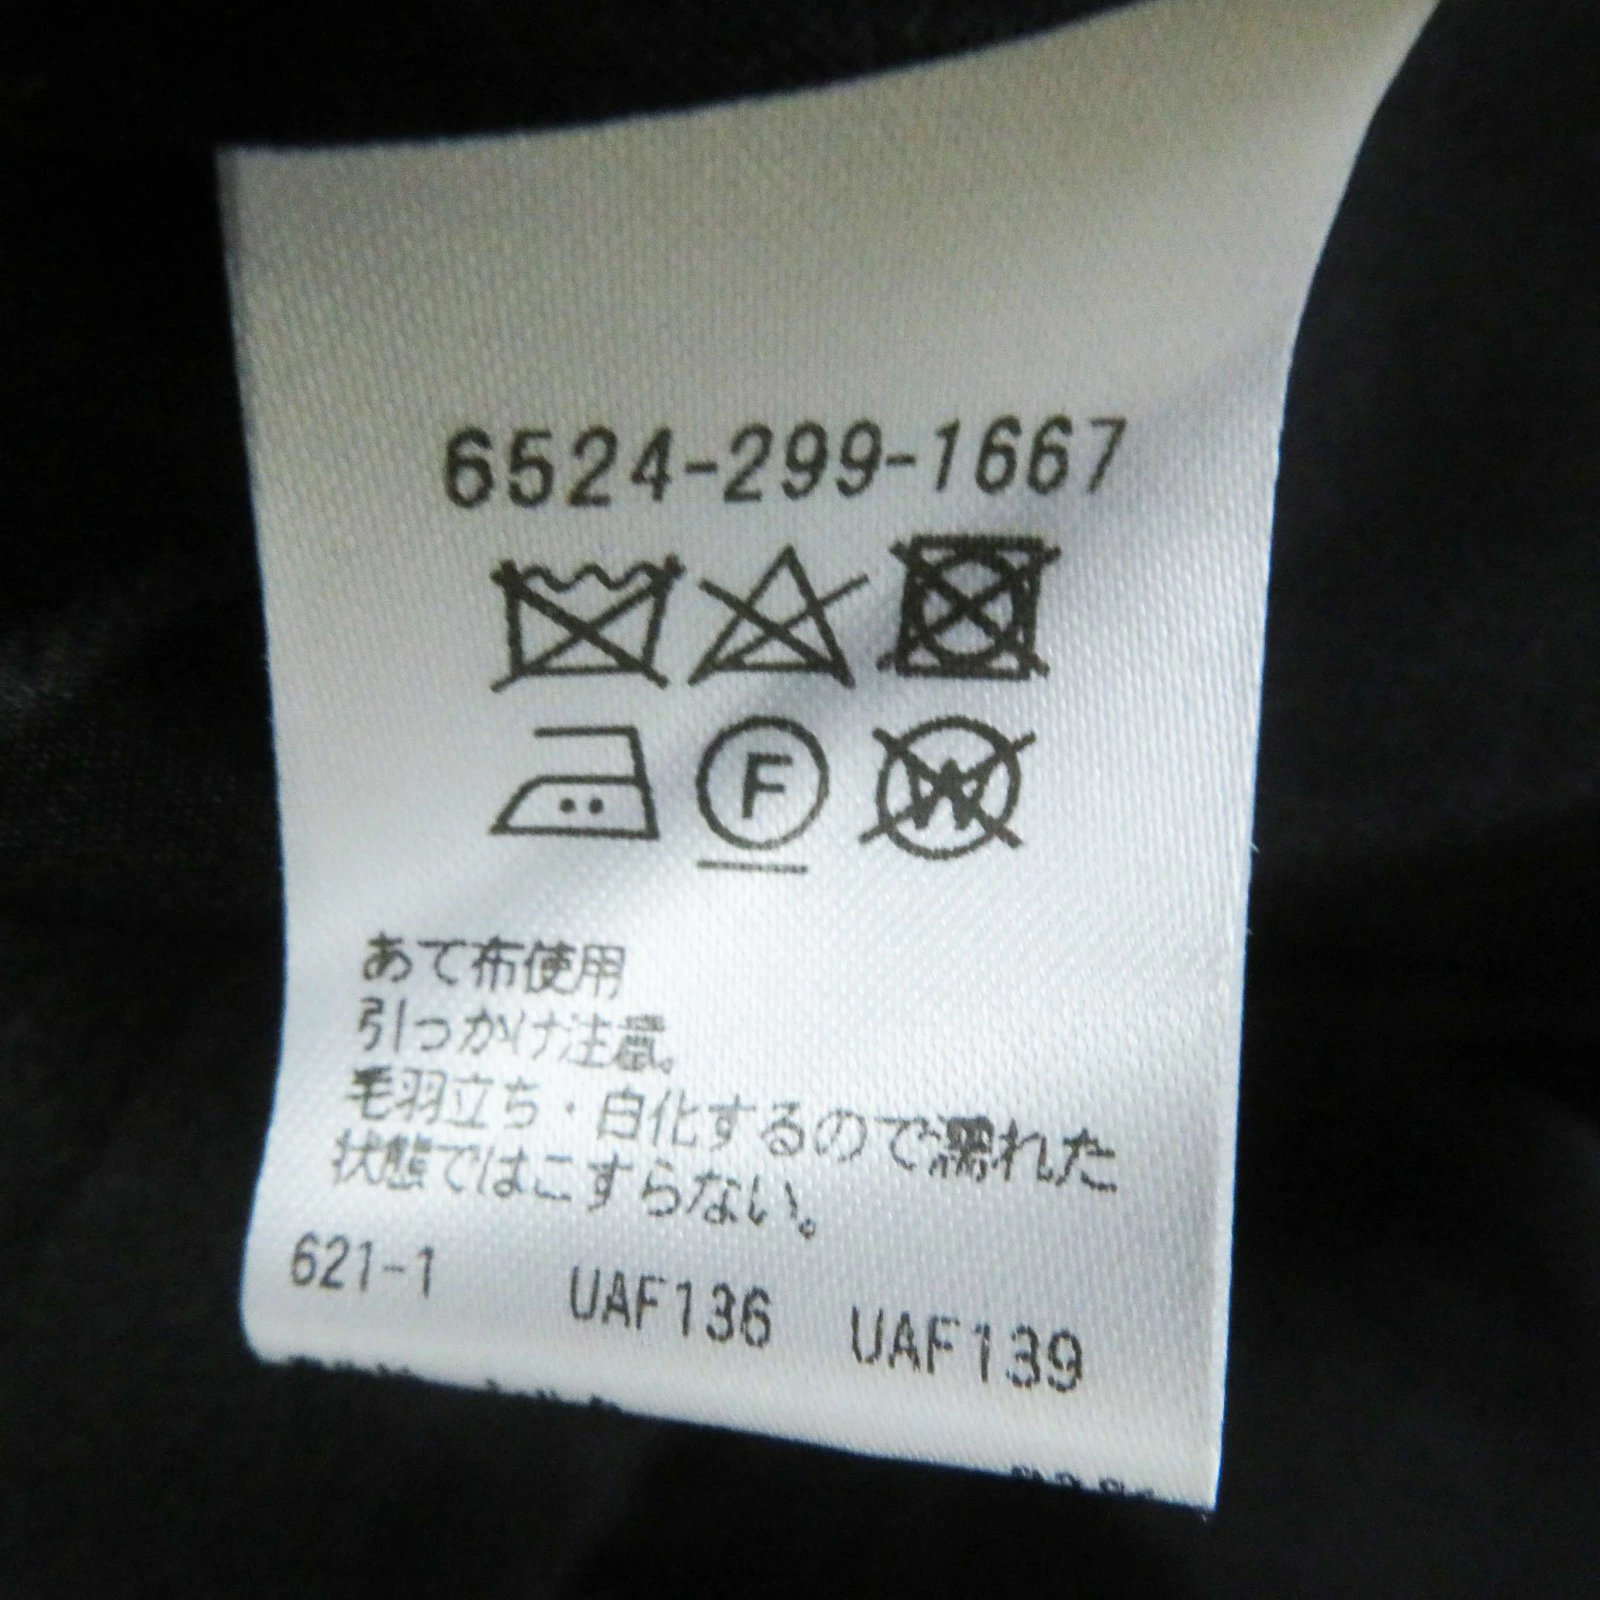 6524-299-1667
F W
あて布使用
引っかけ注意。
毛羽立ち・白化するので濡れた
状態ではこすらない。
621-1 UAF136 UAF139